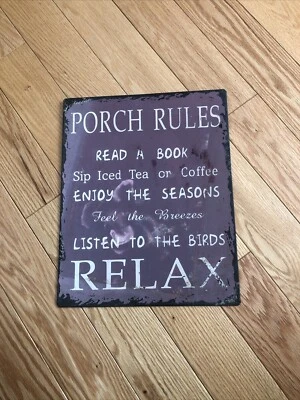 PORCH RULES
READ A BOOK
Sip Iced Tea or Coffee
ENJOY THE SEASONS
Feel the Breezes
LISTEN TO THE BIRDS
RELAX